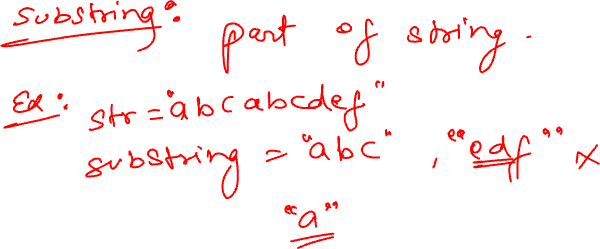 substring:
part of string.
Ex: str = "abcabcdef"
substring = "abc", "edf" x
"a"